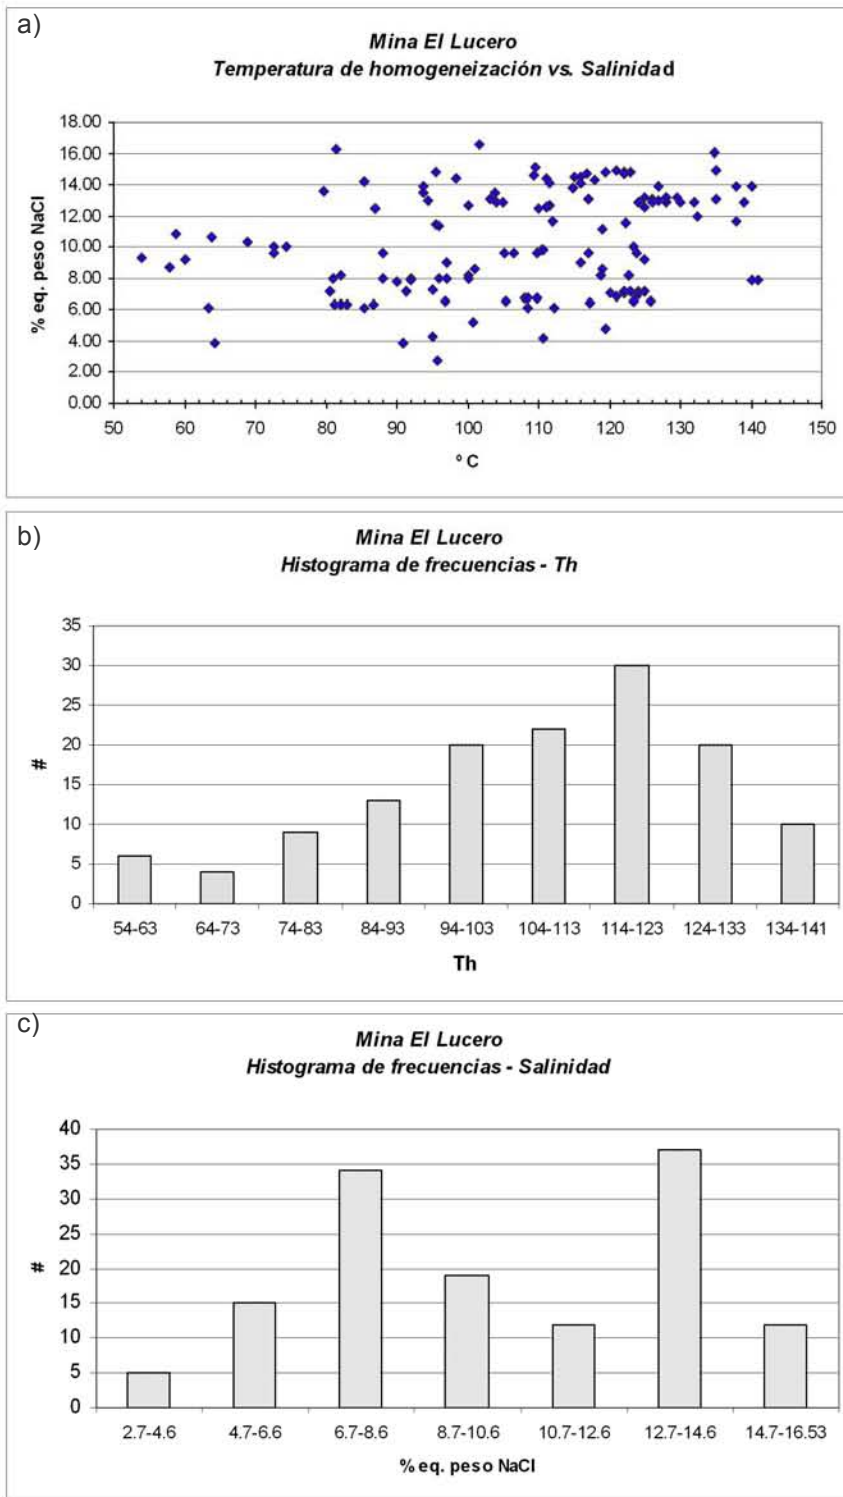 a)
Mina El Lucero
Temperatura de homogeneización vs. Salinidad
% eq. peso NaCl
18.00
16.00
14.00
12.00
10.00
8.00
6.00
4.00
2.00
0.00
50 60 70 80 90 100 110 120 130 140 150
° C
b)
Mina El Lucero
Histograma de frecuencias - Th
#
35
30
25
20
15
10
5
0
54-63 64-73 74-83 84-93 94-103 104-113 114-123 124-133 134-141
Th
c)
Mina El Lucero
Histograma de frecuencias - Salinidad
#
40
35
30
25
20
15
10
5
0
2.7-4.6 4.7-6.6 6.7-8.6 8.7-10.6 10.7-12.6 12.7-14.6 14.7-16.53
% eq. peso NaCl